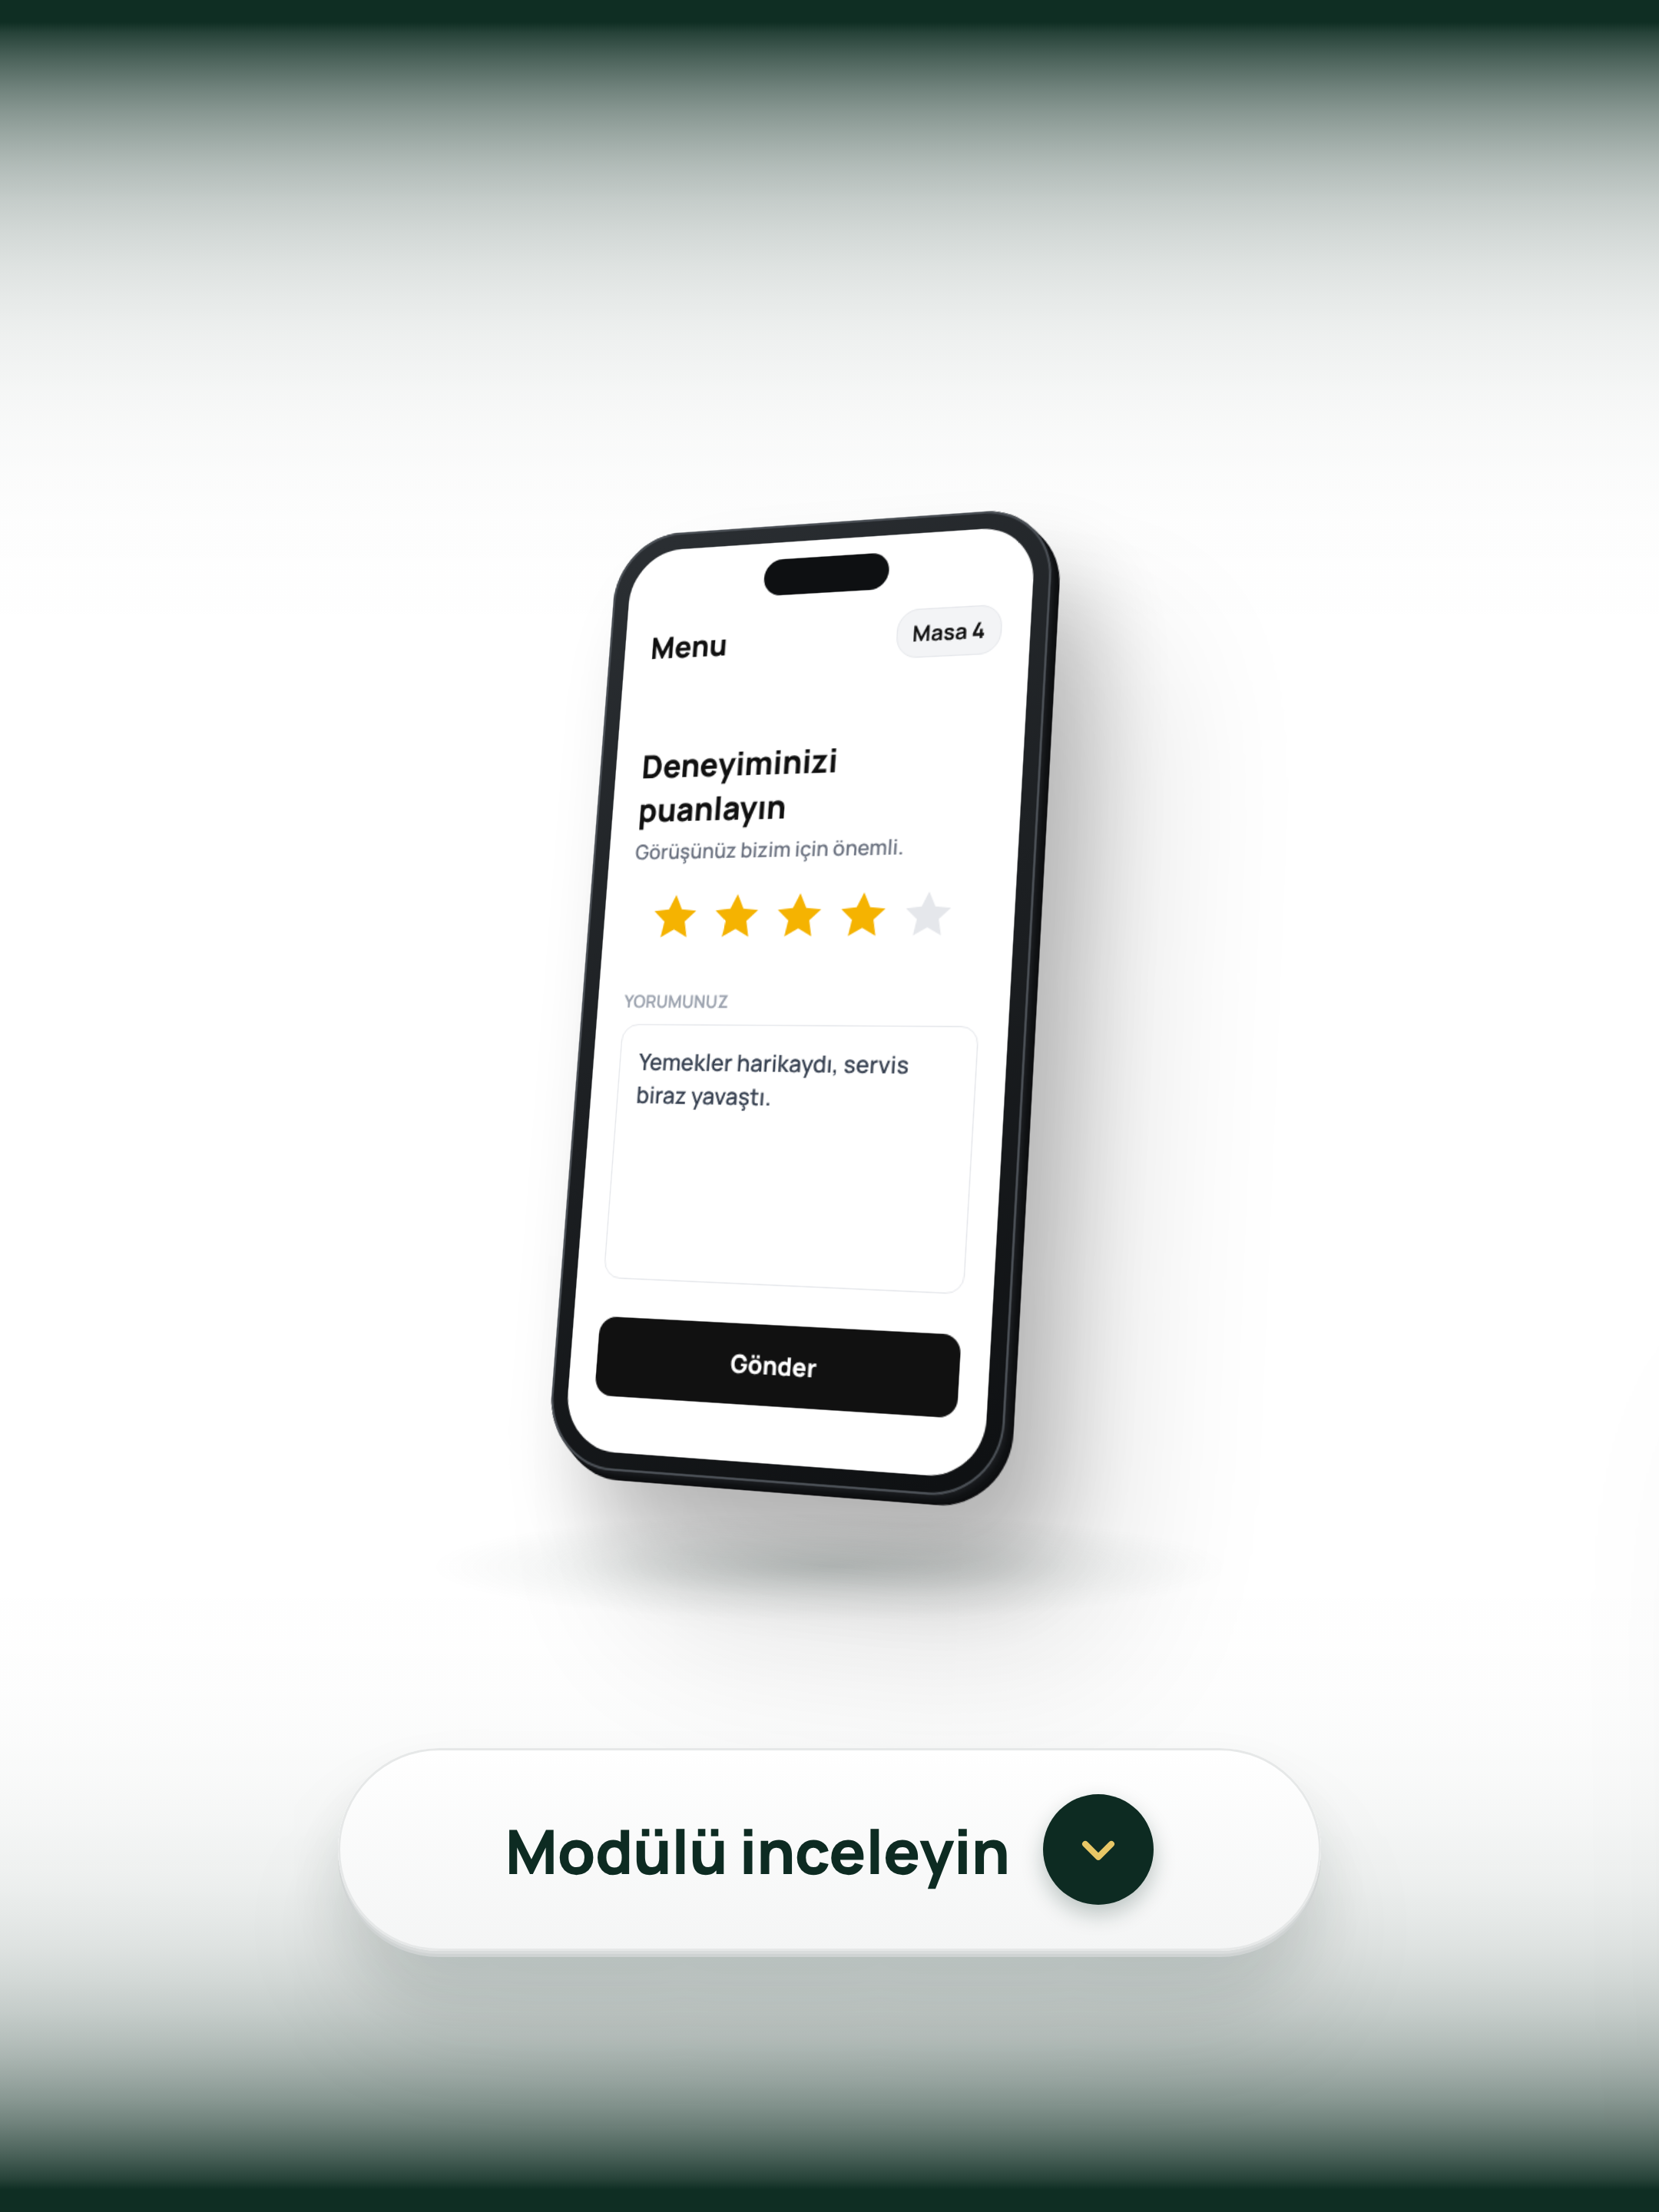 Menu
Masa 4
Deneyiminizi
puanlayın
Görüşünüz bizim için önemli.
YORUMUNUZ
Yemekler harikaydı, servis
biraz yavaştı.
Gönder
Modülü inceleyin